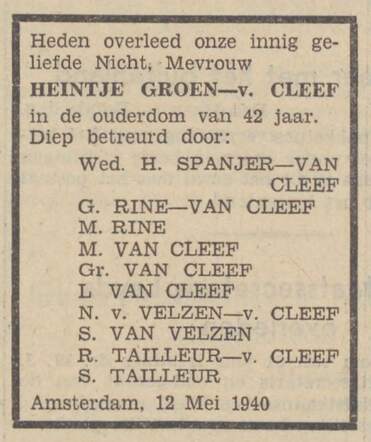 Heden overleed onze innig ge-
liefde Nicht, Mevrouw
HEINTJE GROEN—v. CLEEF
in de ouderdom van 42 jaar.
Diep betreurd door:
Wed. H. SPANJER—VAN
CLEEF
G. RINE—VAN CLEEF
M. RINE
M. VAN CLEEF
Gr. VAN CLEEF
VAN CLEEF
N. v. VELZEN—v. CLEEF
S. VAN VELZEN
R. TAILLEUR—v. CLEEF
S. TAILLEUR
Amsterdam, 12 Mei 1940